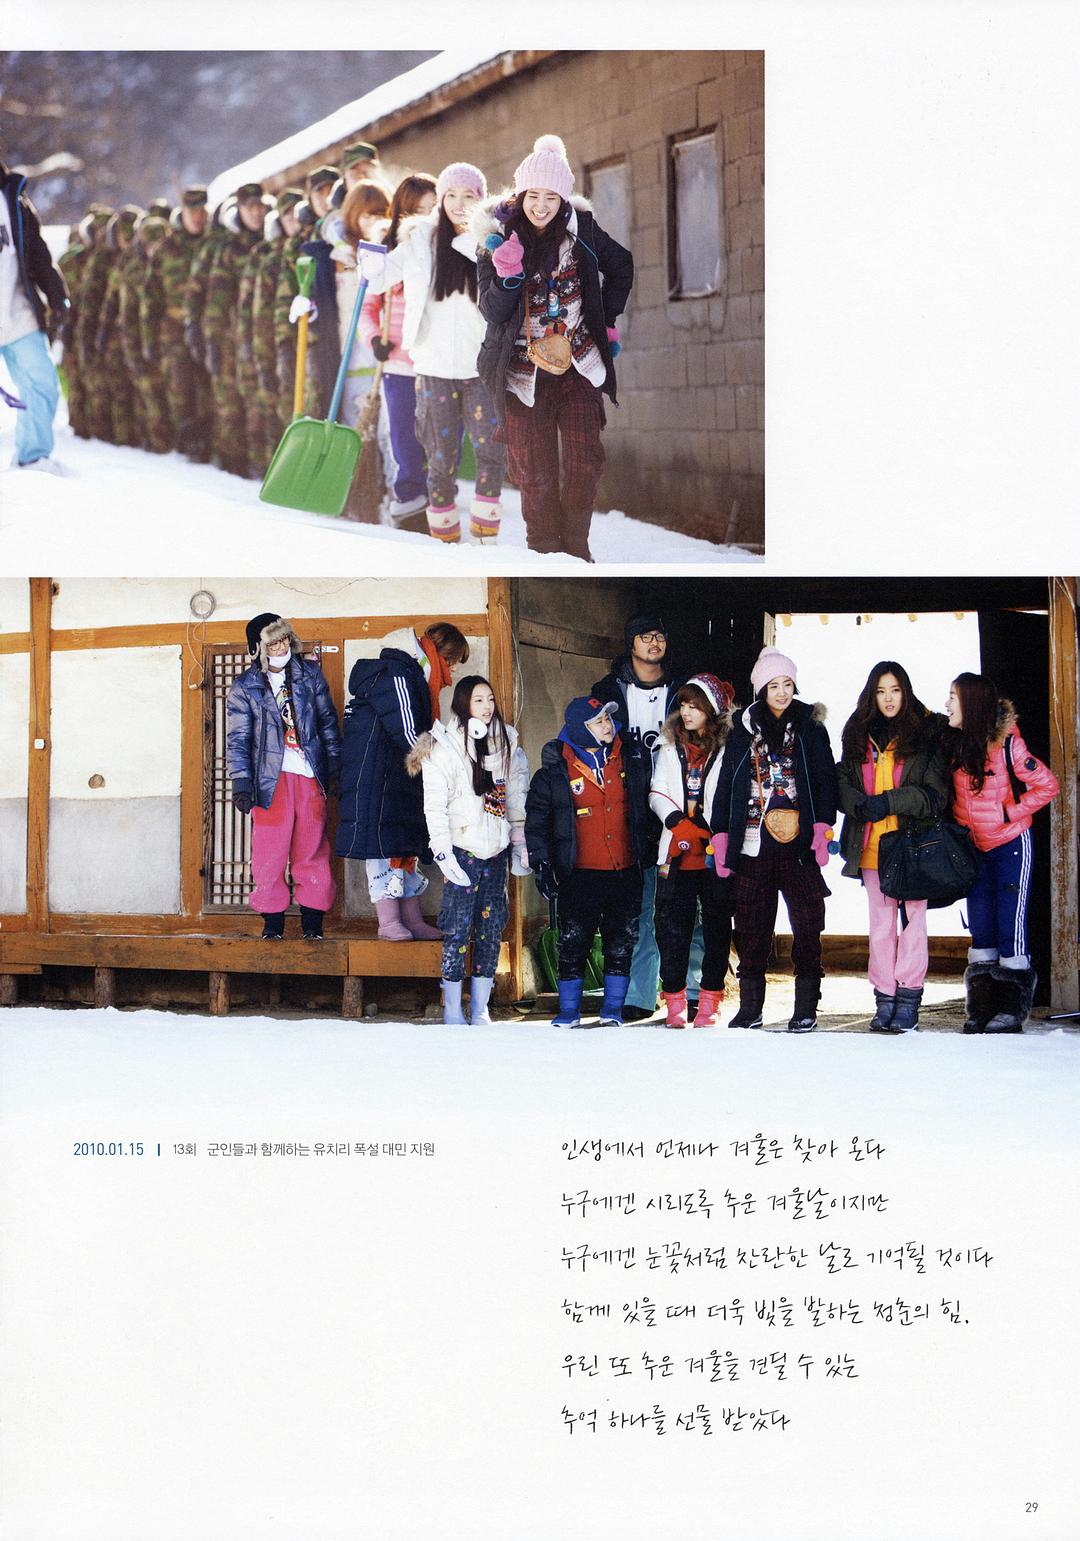 2010.01.15 | 13회 군인들과 함께하는 유치리 폭설 대민 지원
인생에서 언제나 겨울은 찾아 온다
누구에겐 시리도록 추운 겨울날이지만
누구에겐 눈꽃처럼 찬란한 날로 기억될 것이다
함께 있을 때 더욱 빛을 발하는 청춘의 힘.
우린 또 추운 겨울을 견딜 수 있는
추억 하나를 선물 받았다
29